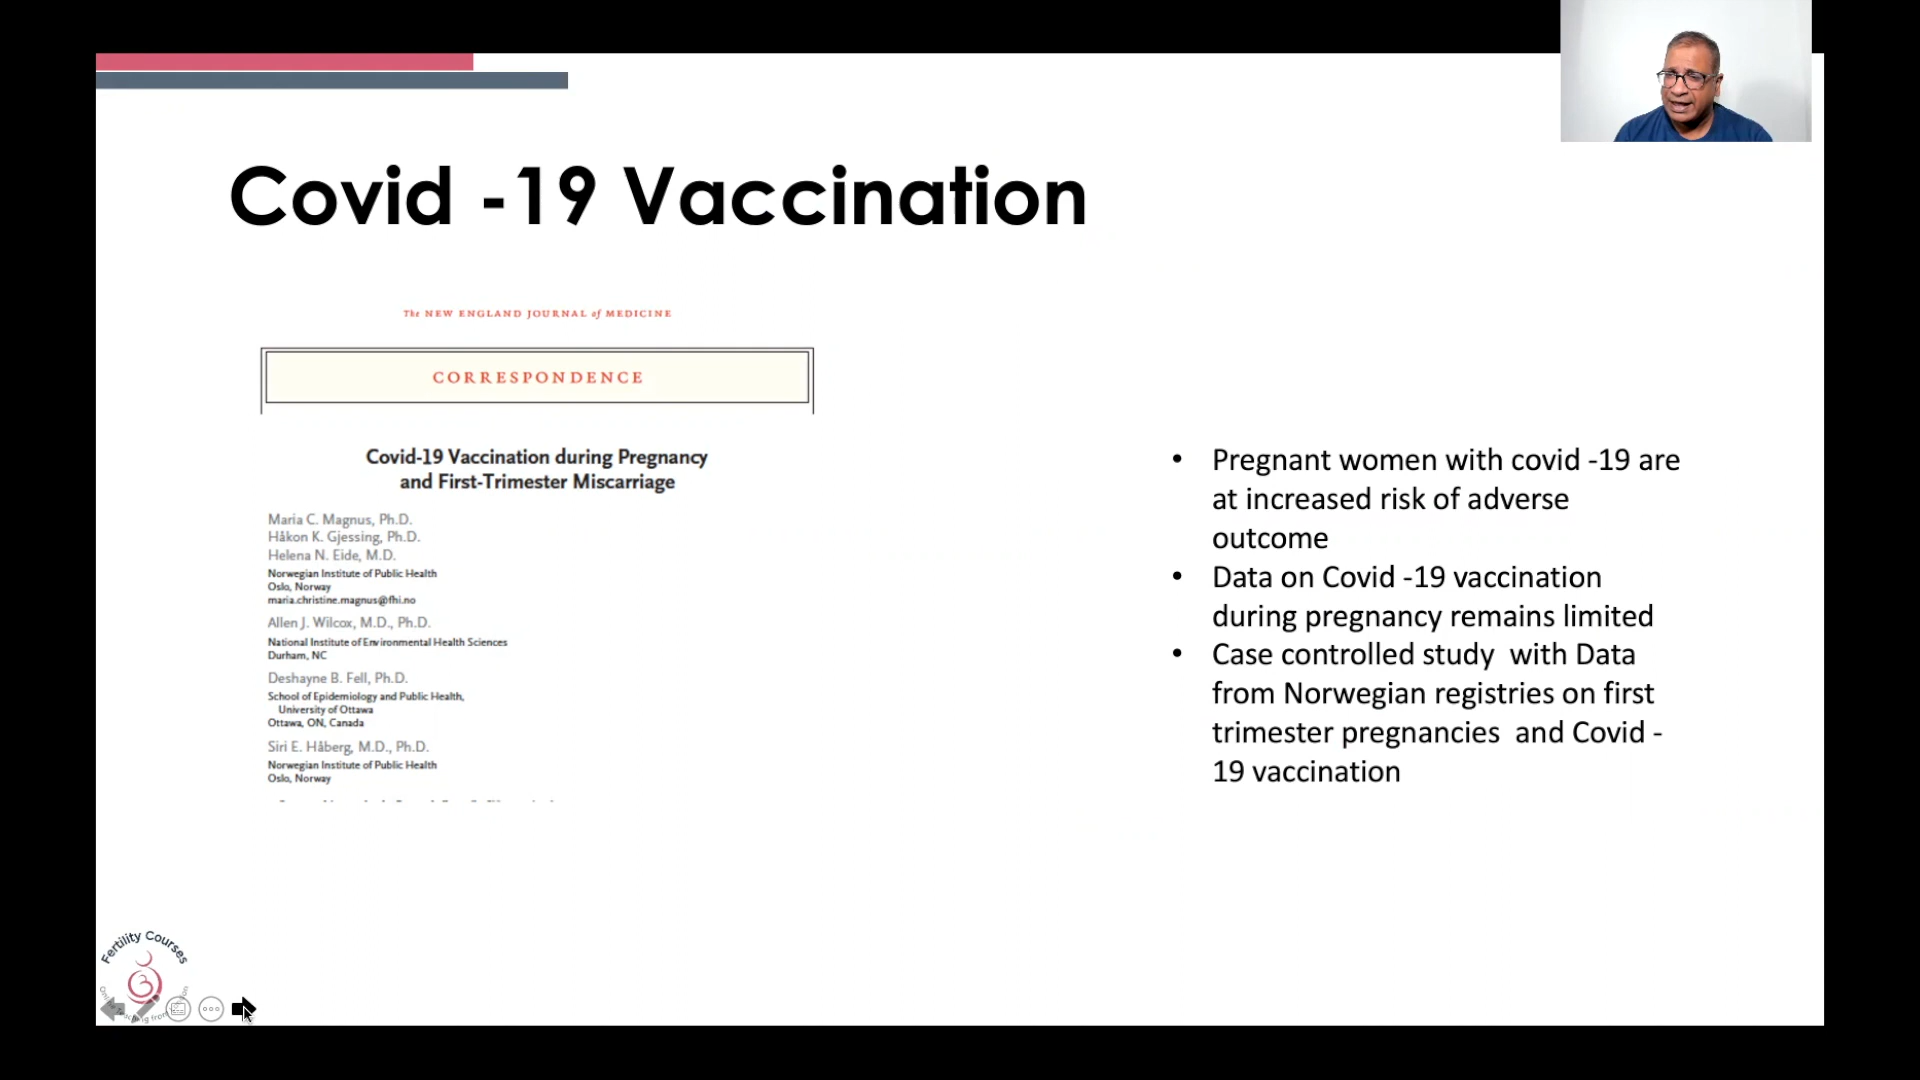 Covid -19 Vaccination
The NEW ENGLAND JOURNAL of MEDICINE
CORRESPONDENCE
Covid-19 Vaccination during Pregnancy
and First-Trimester Miscarriage
Maria C. Magnus, Ph.D.
Håkon K. Gjessing, Ph.D.
Helena N. Eide, M.D.
Norwegian Institute of Public Health
Oslo, Norway
maria.christine.magnus@fhi.no
Allen J. Wilcox, M.D., Ph.D.
National Institute of Environmental Health Sciences
Durham, NC
Deshayne B. Fell, Ph.D.
School of Epidemiology and Public Health,
University of Ottawa
Ottawa, ON, Canada
Siri E. Håberg, M.D., Ph.D.
Norwegian Institute of Public Health
Oslo, Norway
• Pregnant women with covid -19 are
at increased risk of adverse
outcome
• Data on Covid -19 vaccination
during pregnancy remains limited
• Case controlled study with Data
from Norwegian registries on first
trimester pregnancies and Covid -
19 vaccination
Fertility Courses